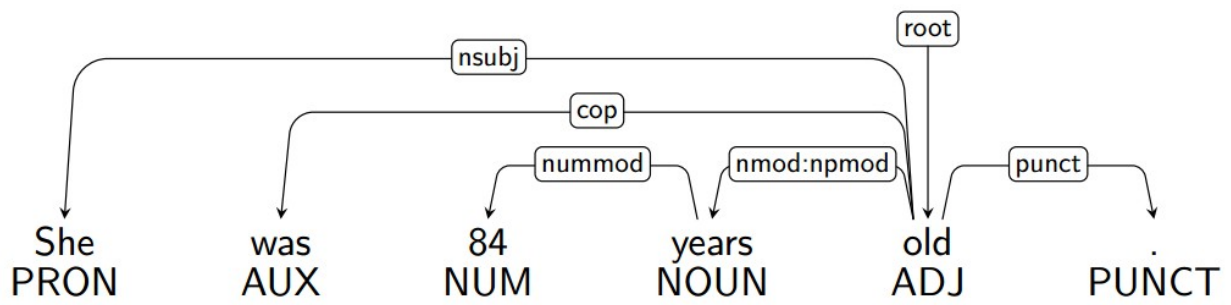 root
nsubj
cop
nummod nmod:npmod punct
She was 84 years old .
PRON AUX NUM NOUN ADJ PUNCT